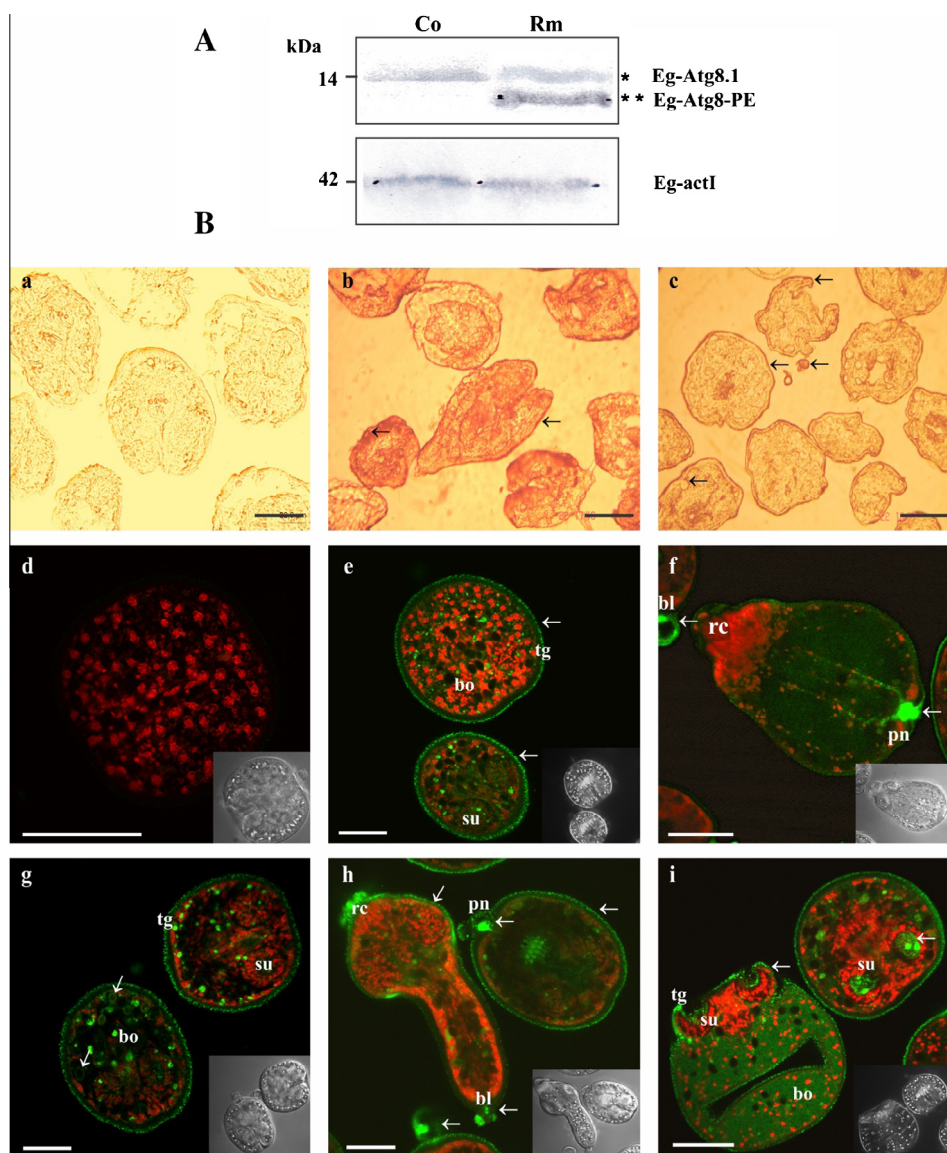 A
Co Rm
kDa
14 * Eg-Atg8.1
* * Eg-Atg8-PE
42 Eg-actI
B
a b c
d e f
tg
bo
su
bl
rc
pn
g h i
tg
su
bo
rc
pn
bl
su
tg
su
bo